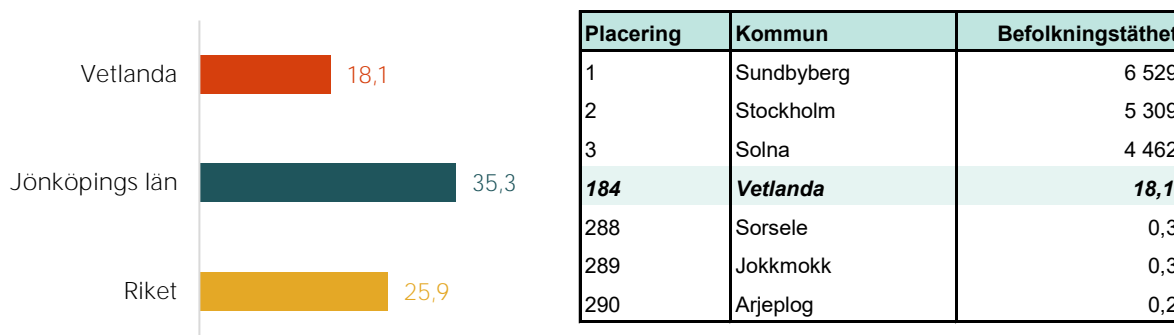 Vetlanda 18,1
Jönköpings län 35,3
Riket 25,9
Placering Kommun Befolkningstäthet
1 Sundbyberg 6 529
2 Stockholm 5 309
3 Solna 4 462
184 Vetlanda 18,1
288 Sorsele 0,3
289 Jokkmokk 0,3
290 Arjeplog 0,2